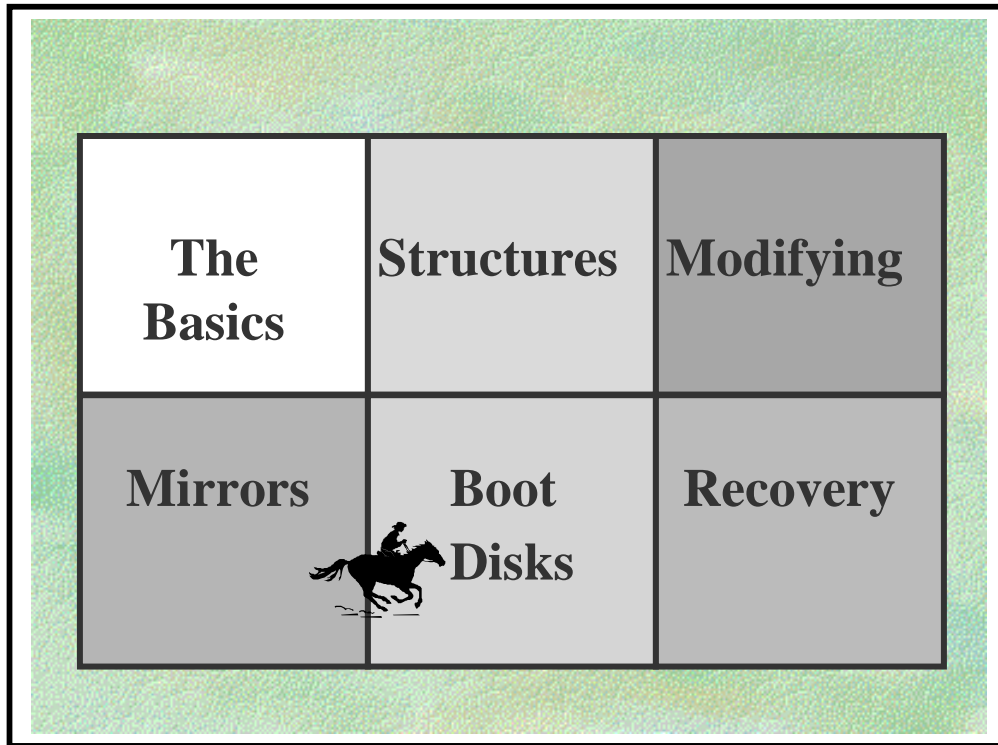 The
Basics
Structures
Modifying
Mirrors
Boot
Disks
Recovery